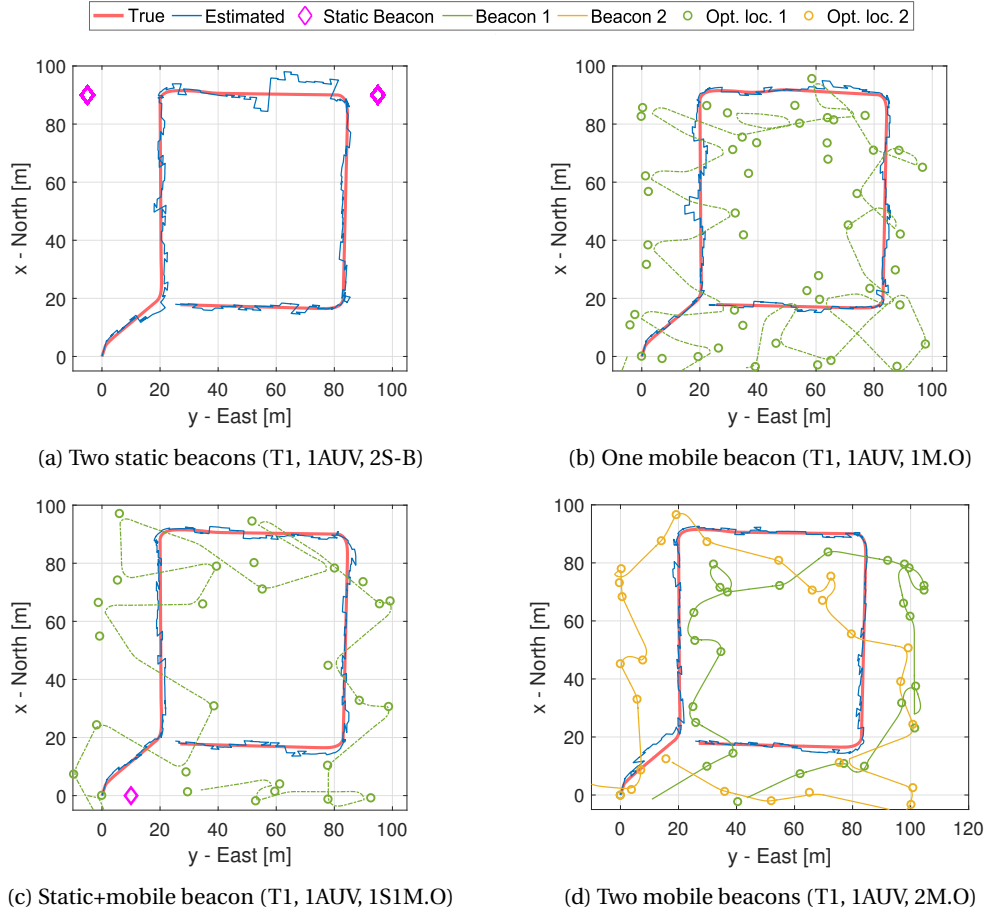 True Estimated Static Beacon Beacon 1 Beacon 2 Opt. loc. 1 Opt. loc. 2
100
80
60
40
20
0
x - North [m]
0 20 40 60 80 100
y - East [m]
(a) Two static beacons (T1, 1AUV, 2S-B)
100
80
60
40
20
0
x - North [m]
0 20 40 60 80 100
y - East [m]
(b) One mobile beacon (T1, 1AUV, 1M.O)
100
80
60
40
20
0
x - North [m]
0 20 40 60 80 100
y - East [m]
(c) Static+mobile beacon (T1, 1AUV, 1S1M.O)
100
80
60
40
20
0
x - North [m]
0 20 40 60 80 100 120
y - East [m]
(d) Two mobile beacons (T1, 1AUV, 2M.O)